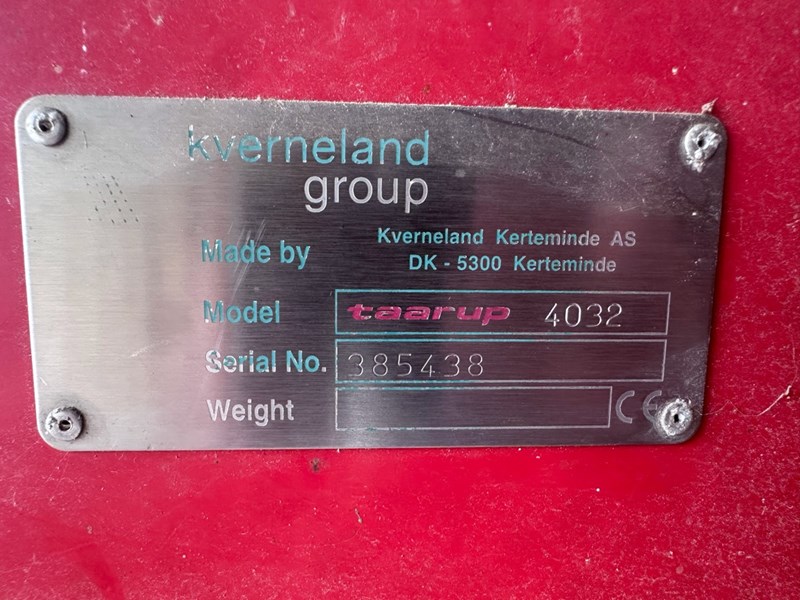 kverneland
group
Made by Kverneland Kerteminde AS
DK - 5300 Kerteminde
Model taarup 4032
Serial No. 385438
Weight CE